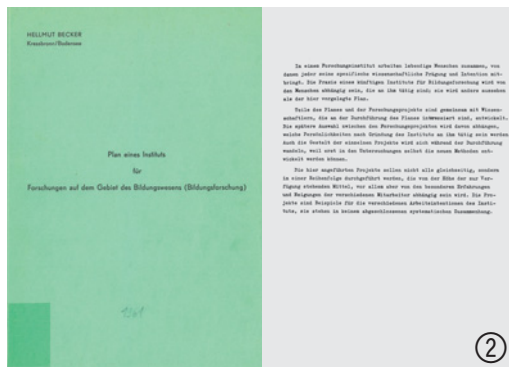 HELLMUT BECKER
Kressbronn/Bodensee
Plan eines Instituts
für
Forschungen auf dem Gebiet des Bildungswesens (Bildungsforschung)
1961
In einem Forschungsinstitut arbeiten lebendige Menschen zusammen, von
denen jeder seine spezifische wissenschaftliche Prägung und Intention mit-
bringt. Die Praxis eines künftigen Instituts für Bildungsforschung wird von
den Menschen abhängig sein, die an ihm tätig sind; sie wird anders aussehen
als der hier vorgelegte Plan.
Teile des Planes und der Forschungsprojekte sind gemeinsam mit Wissen-
schaftlern, die an der Durchführung des Planes interessiert sind, entwickelt.
Die spätere Auswahl zwischen den Forschungsprojekten wird davon abhängen,
welche Persönlichkeiten nach Gründung des Instituts an ihm tätig sein werden.
Auch die Gestalt der einzelnen Projekte wird sich während der Durchführung
wandeln, weil erst in den Untersuchungen selbst die neuen Methoden ent-
wickelt werden können.
Die hier angeführten Projekte sollen nicht alle gleichzeitig, sondern
in einer Reihenfolge durchgeführt werden, die von der Höhe der zur Ver-
fügung stehenden Mittel, vor allem aber von den besonderen Erfahrungen
und Neigungen der verschiedenen Mitarbeiter abhängig sein wird. Die Pro-
jekte sind Beispiele für die verschiedenen Arbeitsintentionen des Insti-
tuts, sie stehen in keinem abgeschlossenen systematischen Zusammenhang.
2